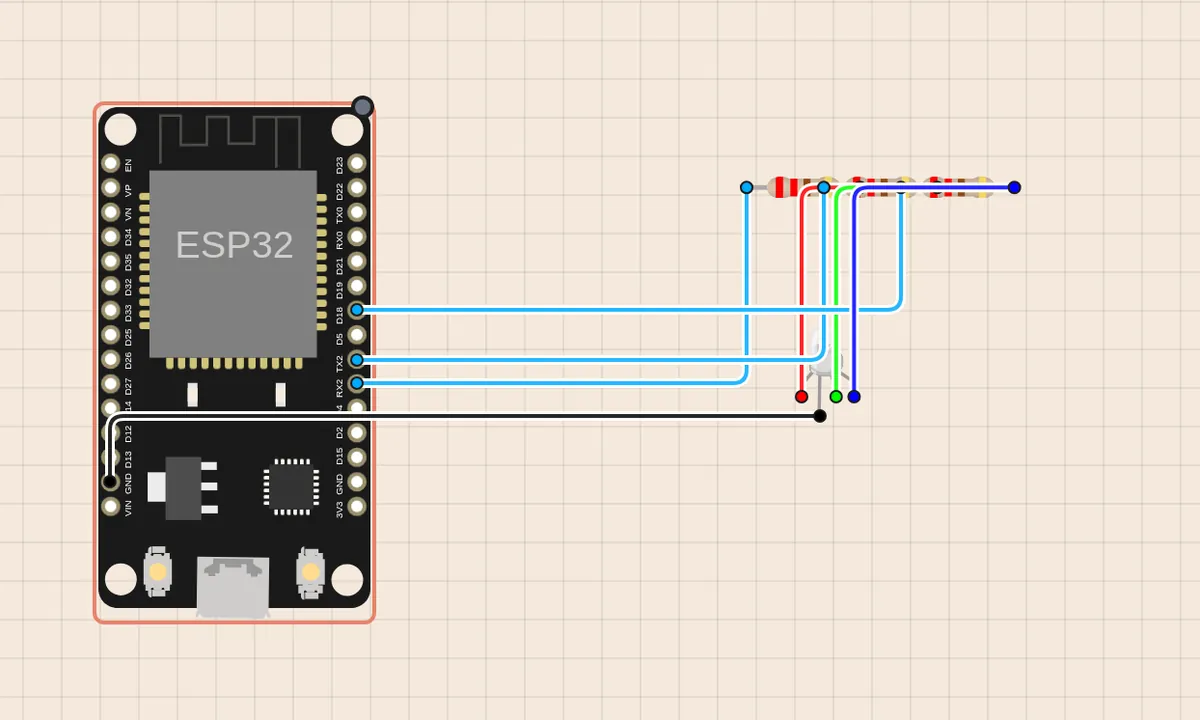 EN
VP
VN
D34
D35
D32
D33
D25
D26
D27
14
D12
D13
GND
VIN
ESP32
D23
D22
TX0
RX0
D21
D19
D18
D5
TX2
RX2
4
D2
D15
GND
3V3